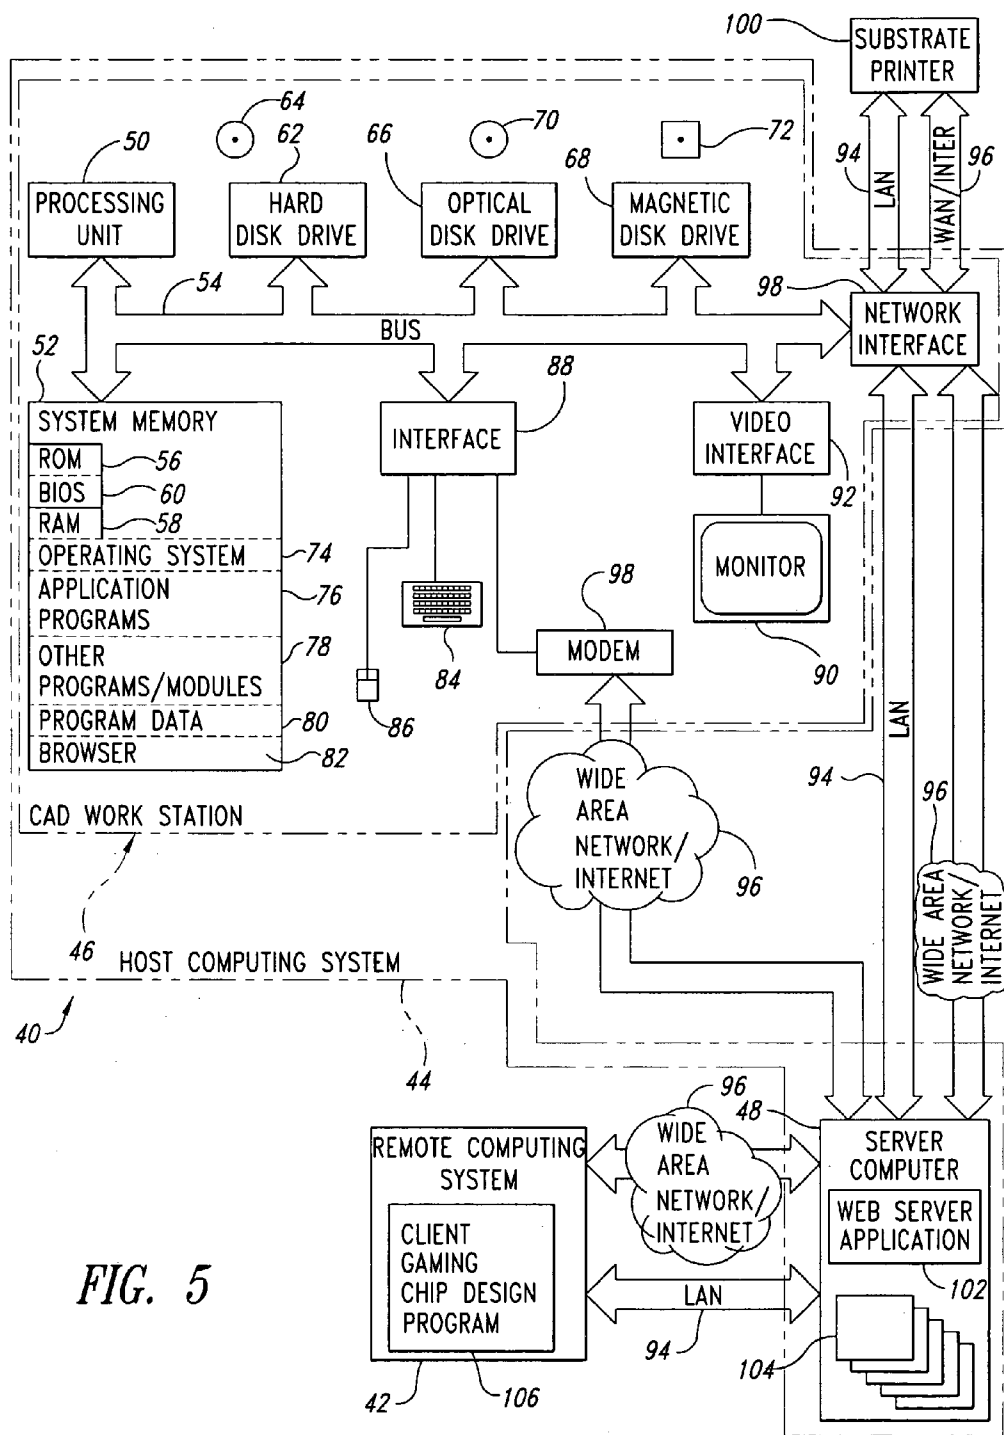 100
SUBSTRATE
PRINTER
64
70
72
50
62
66
68
94
LAN
WAN/INTER
96
PROCESSING
UNIT
HARD
DISK DRIVE
OPTICAL
DISK DRIVE
MAGNETIC
DISK DRIVE
54
98
NETWORK
INTERFACE
BUS
52
88
SYSTEM MEMORY
INTERFACE
VIDEO
INTERFACE
92
ROM
56
BIOS
60
RAM
58
OPERATING SYSTEM
74
APPLICATION
PROGRAMS
76
OTHER
PROGRAMS/MODULES
78
PROGRAM DATA
80
BROWSER
82
84
86
98
MODEM
MONITOR
90
LAN
94
CAD WORK STATION
46
WIDE
AREA
NETWORK/
INTERNET
96
96
WIDE AREA
NETWORK/
INTERNET
HOST COMPUTING SYSTEM
40
44
96
48
REMOTE COMPUTING
SYSTEM
WIDE
AREA
NETWORK/
INTERNET
SERVER
COMPUTER
WEB SERVER
APPLICATION
102
CLIENT
GAMING
CHIP DESIGN
PROGRAM
LAN
94
104
42
106
FIG. 5